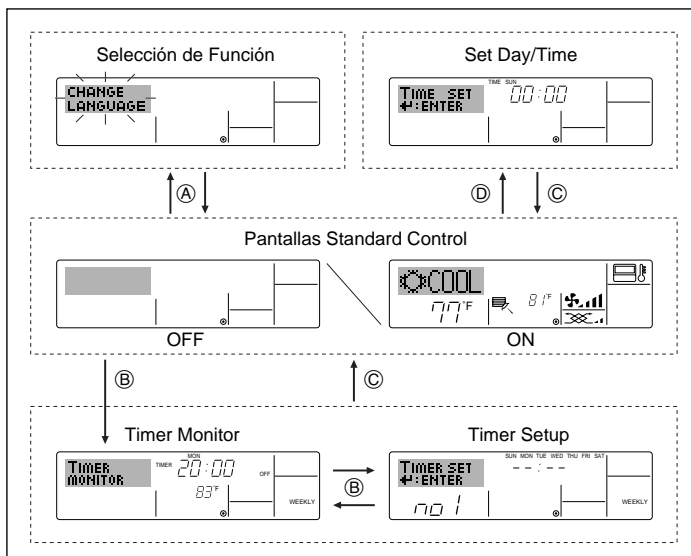 Selección de Función
Set Day/Time
CHANGE
LANGUAGE
TIME SUN
TIME SET
↵:ENTER
00:00
Ⓐ
Ⓓ
Ⓒ
Pantallas Standard Control
COOL
77°F
81°F
OFF
ON
Ⓑ
Ⓒ
Timer Monitor
Timer Setup
TIMER
MONITOR
MON
TIMER
20:00
OFF
83°F
WEEKLY
Ⓑ
SUN MON TUE WED THU FRI SAT
TIMER SET
↵:ENTER
--:--
no 1
WEEKLY